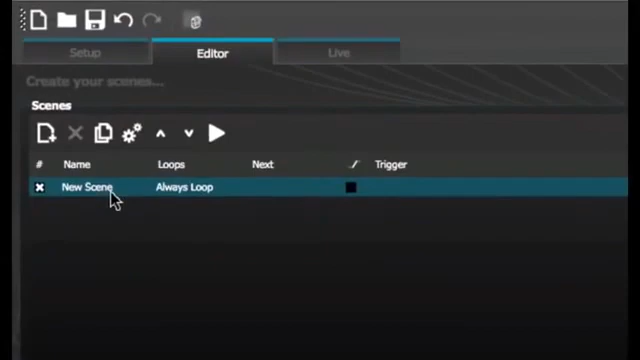 Setup Editor Live
Create your scenes...
Scenes
# Name Loops Next Trigger
New Scene Always Loop